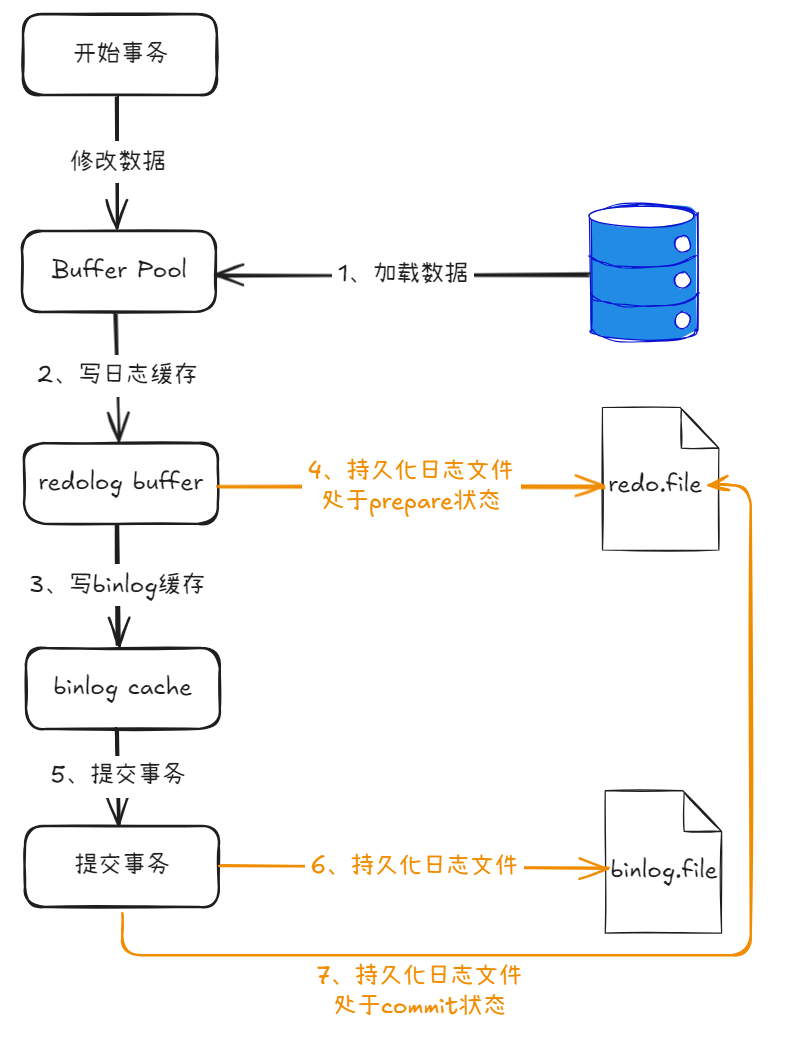 开始事务
修改数据
Buffer Pool
1、加载数据
2、写日志缓存
redolog buffer
4、持久化日志文件
处于prepare状态
redo.file
3、写binlog缓存
binlog cache
5、提交事务
提交事务
6、持久化日志文件
binlog.file
7、持久化日志文件
处于commit状态